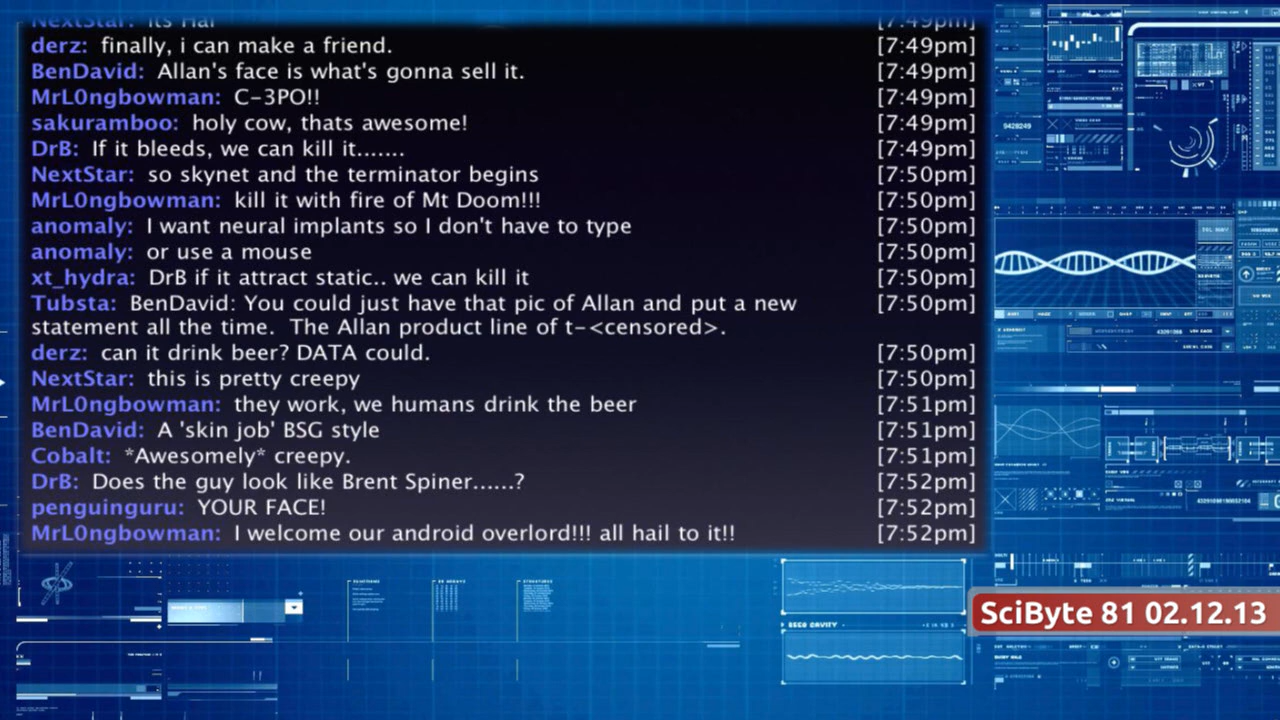 NextStar: its Hal [7:49pm]
derz: finally, i can make a friend. [7:49pm]
BenDavid: Allan's face is what's gonna sell it. [7:49pm]
MrL0ngbowman: C-3PO!! [7:49pm]
sakuramboo: holy cow, thats awesome! [7:49pm]
DrB: If it bleeds, we can kill it....... [7:49pm]
NextStar: so skynet and the terminator begins [7:50pm]
MrL0ngbowman: kill it with fire of Mt Doom!!! [7:50pm]
anomaly: I want neural implants so I don't have to type [7:50pm]
anomaly: or use a mouse [7:50pm]
xt_hydra: DrB if it attract static.. we can kill it [7:50pm]
Tubsta: BenDavid: You could just have that pic of Allan and put a new [7:50pm]
statement all the time.  The Allan product line of t-<censored>.
derz: can it drink beer? DATA could. [7:50pm]
NextStar: this is pretty creepy [7:50pm]
MrL0ngbowman: they work, we humans drink the beer [7:51pm]
BenDavid: A 'skin job' BSG style [7:51pm]
Cobalt: *Awesomely* creepy. [7:51pm]
DrB: Does the guy look like Brent Spiner......? [7:52pm]
penguinguru: YOUR FACE! [7:52pm]
MrL0ngbowman: I welcome our android overlord!!! all hail to it!! [7:52pm]
9428249
SciByte 81 02.12.13